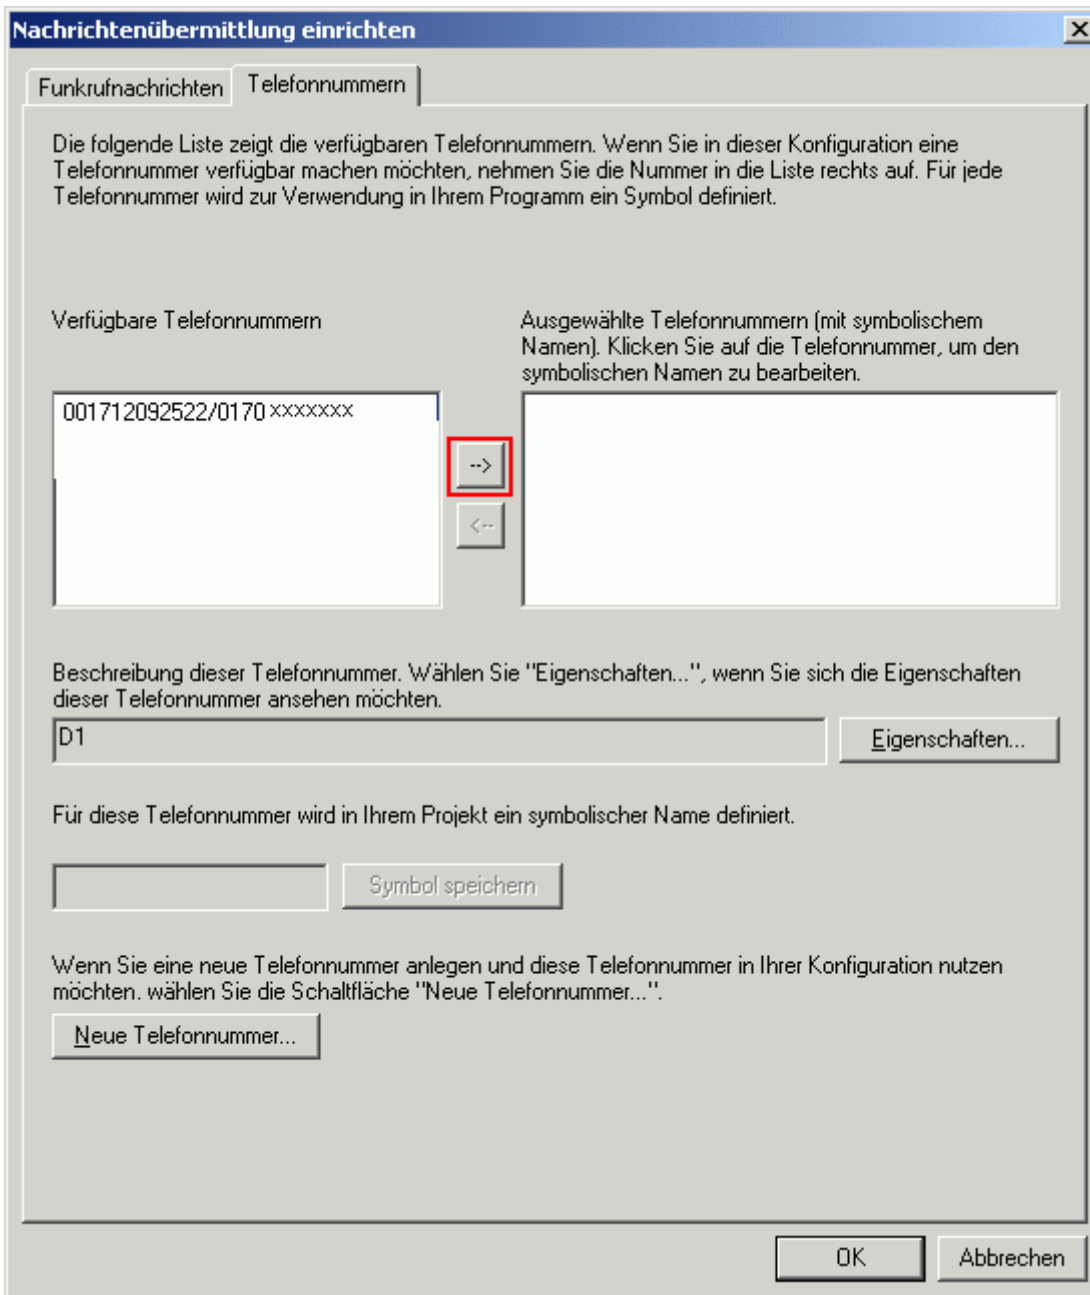 Nachrichtenübermittlung einrichten
Funkrufnachrichten
Telefonnummern
Die folgende Liste zeigt die verfügbaren Telefonnummern. Wenn Sie in dieser Konfiguration eine
Telefonnummer verfügbar machen möchten, nehmen Sie die Nummer in die Liste rechts auf. Für jede
Telefonnummer wird zur Verwendung in Ihrem Programm ein Symbol definiert.
Verfügbare Telefonnummern
Ausgewählte Telefonnummern (mit symbolischem
Namen). Klicken Sie auf die Telefonnummer, um den
symbolischen Namen zu bearbeiten.
001712092522/0170 xxxxxxx
-->
<--
Beschreibung dieser Telefonnummer. Wählen Sie "Eigenschaften...", wenn Sie sich die Eigenschaften
dieser Telefonnummer ansehen möchten.
D1
Eigenschaften...
Für diese Telefonnummer wird in Ihrem Projekt ein symbolischer Name definiert.
Symbol speichern
Wenn Sie eine neue Telefonnummer anlegen und diese Telefonnummer in Ihrer Konfiguration nutzen
möchten. wählen Sie die Schaltfläche "Neue Telefonnummer...".
Neue Telefonnummer...
OK
Abbrechen